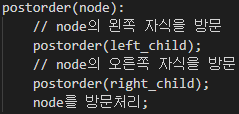 postorder(node):
// node의 왼쪽 자식을 방문
postorder(left_child);
// node의 오른쪽 자식을 방문
postorder(right_child);
node를 방문처리;